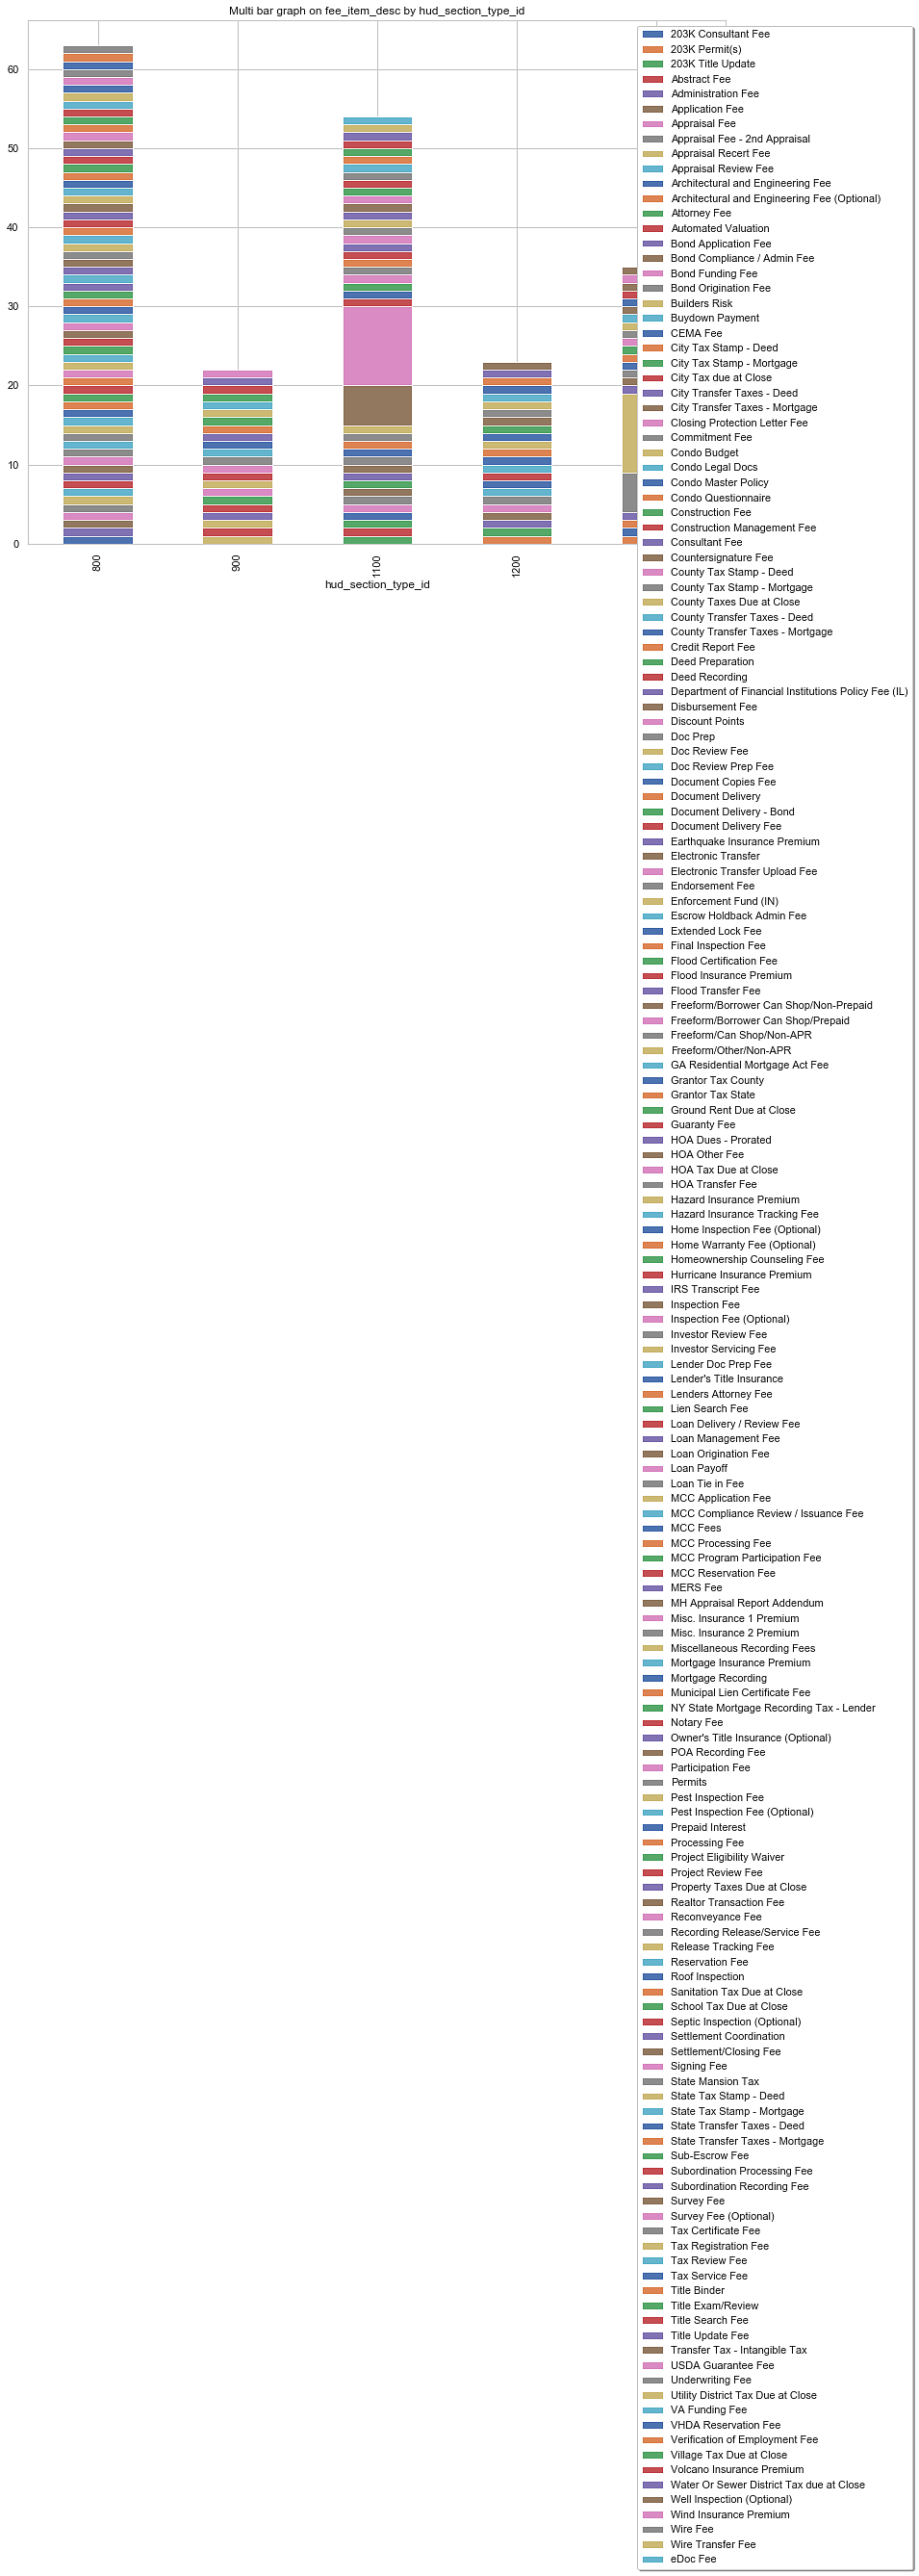 Multi bar graph on fee_item_desc by hud_section_type_id
60
50
40
30
20
10
0
800
900
1100
1200
hud_section_type_id
203K Consultant Fee
203K Permit(s)
203K Title Update
Abstract Fee
Administration Fee
Application Fee
Appraisal Fee
Appraisal Fee - 2nd Appraisal
Appraisal Recert Fee
Appraisal Review Fee
Architectural and Engineering Fee
Architectural and Engineering Fee (Optional)
Attorney Fee
Automated Valuation
Bond Application Fee
Bond Compliance / Admin Fee
Bond Funding Fee
Bond Origination Fee
Builders Risk
Buydown Payment
CEMA Fee
City Tax Stamp - Deed
City Tax Stamp - Mortgage
City Tax due at Close
City Transfer Taxes - Deed
City Transfer Taxes - Mortgage
Closing Protection Letter Fee
Commitment Fee
Condo Budget
Condo Legal Docs
Condo Master Policy
Condo Questionnaire
Construction Fee
Construction Management Fee
Consultant Fee
Countersignature Fee
County Tax Stamp - Deed
County Tax Stamp - Mortgage
County Taxes Due at Close
County Transfer Taxes - Deed
County Transfer Taxes - Mortgage
Credit Report Fee
Deed Preparation
Deed Recording
Department of Financial Institutions Policy Fee (IL)
Disbursement Fee
Discount Points
Doc Prep
Doc Review Fee
Doc Review Prep Fee
Document Copies Fee
Document Delivery
Document Delivery - Bond
Document Delivery Fee
Earthquake Insurance Premium
Electronic Transfer
Electronic Transfer Upload Fee
Endorsement Fee
Enforcement Fund (IN)
Escrow Holdback Admin Fee
Extended Lock Fee
Final Inspection Fee
Flood Certification Fee
Flood Insurance Premium
Flood Transfer Fee
Freeform/Borrower Can Shop/Non-Prepaid
Freeform/Borrower Can Shop/Prepaid
Freeform/Can Shop/Non-APR
Freeform/Other/Non-APR
GA Residential Mortgage Act Fee
Grantor Tax County
Grantor Tax State
Ground Rent Due at Close
Guaranty Fee
HOA Dues - Prorated
HOA Other Fee
HOA Tax Due at Close
HOA Transfer Fee
Hazard Insurance Premium
Hazard Insurance Tracking Fee
Home Inspection Fee (Optional)
Home Warranty Fee (Optional)
Homeownership Counseling Fee
Hurricane Insurance Premium
IRS Transcript Fee
Inspection Fee
Inspection Fee (Optional)
Investor Review Fee
Investor Servicing Fee
Lender Doc Prep Fee
Lender's Title Insurance
Lenders Attorney Fee
Lien Search Fee
Loan Delivery / Review Fee
Loan Management Fee
Loan Origination Fee
Loan Payoff
Loan Tie in Fee
MCC Application Fee
MCC Compliance Review / Issuance Fee
MCC Fees
MCC Processing Fee
MCC Program Participation Fee
MCC Reservation Fee
MERS Fee
MH Appraisal Report Addendum
Misc. Insurance 1 Premium
Misc. Insurance 2 Premium
Miscellaneous Recording Fees
Mortgage Insurance Premium
Mortgage Recording
Municipal Lien Certificate Fee
NY State Mortgage Recording Tax - Lender
Notary Fee
Owner's Title Insurance (Optional)
POA Recording Fee
Participation Fee
Permits
Pest Inspection Fee
Pest Inspection Fee (Optional)
Prepaid Interest
Processing Fee
Project Eligibility Waiver
Project Review Fee
Property Taxes Due at Close
Realtor Transaction Fee
Reconveyance Fee
Recording Release/Service Fee
Release Tracking Fee
Reservation Fee
Roof Inspection
Sanitation Tax Due at Close
School Tax Due at Close
Septic Inspection (Optional)
Settlement Coordination
Settlement/Closing Fee
Signing Fee
State Mansion Tax
State Tax Stamp - Deed
State Tax Stamp - Mortgage
State Transfer Taxes - Deed
State Transfer Taxes - Mortgage
Sub-Escrow Fee
Subordination Processing Fee
Subordination Recording Fee
Survey Fee
Survey Fee (Optional)
Tax Certificate Fee
Tax Registration Fee
Tax Review Fee
Tax Service Fee
Title Binder
Title Exam/Review
Title Search Fee
Title Update Fee
Transfer Tax - Intangible Tax
USDA Guarantee Fee
Underwriting Fee
Utility District Tax Due at Close
VA Funding Fee
VHDA Reservation Fee
Verification of Employment Fee
Village Tax Due at Close
Volcano Insurance Premium
Water Or Sewer District Tax due at Close
Well Inspection (Optional)
Wind Insurance Premium
Wire Fee
Wire Transfer Fee
eDoc Fee